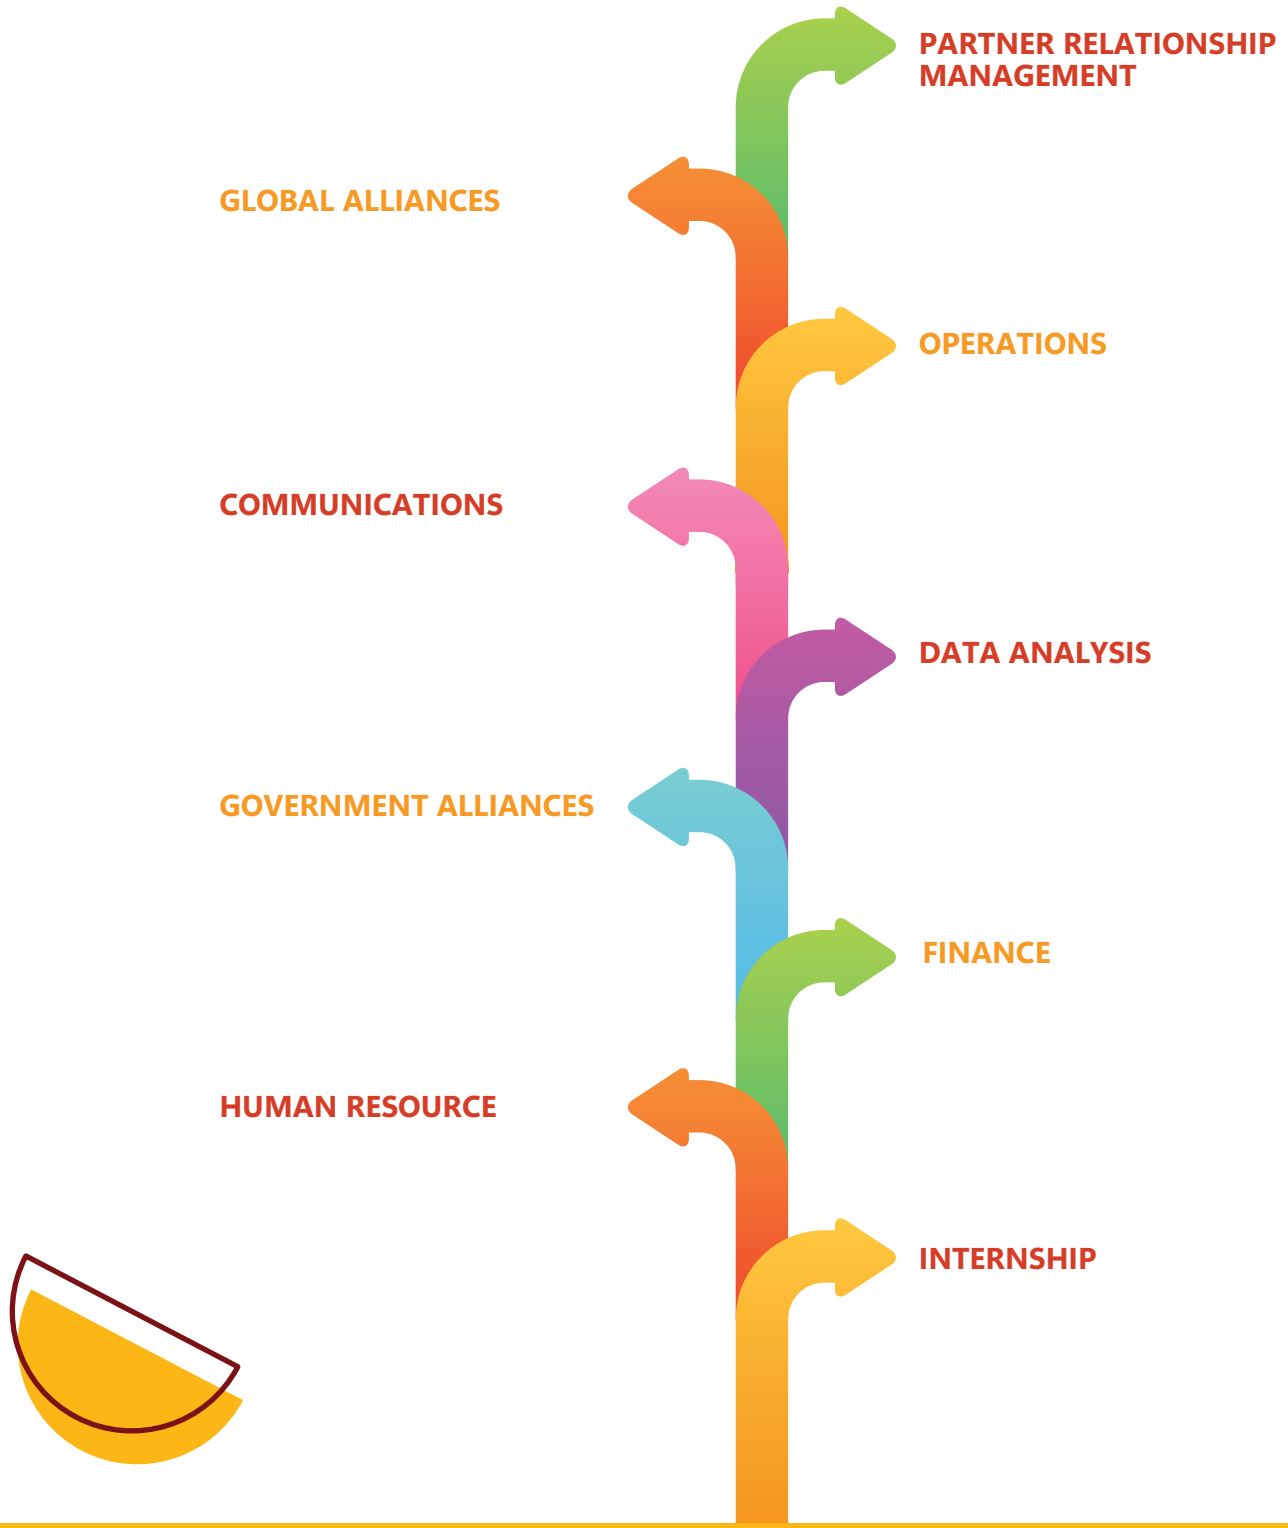 PARTNER RELATIONSHIP
MANAGEMENT
GLOBAL ALLIANCES
OPERATIONS
COMMUNICATIONS
DATA ANALYSIS
GOVERNMENT ALLIANCES
FINANCE
HUMAN RESOURCE
INTERNSHIP